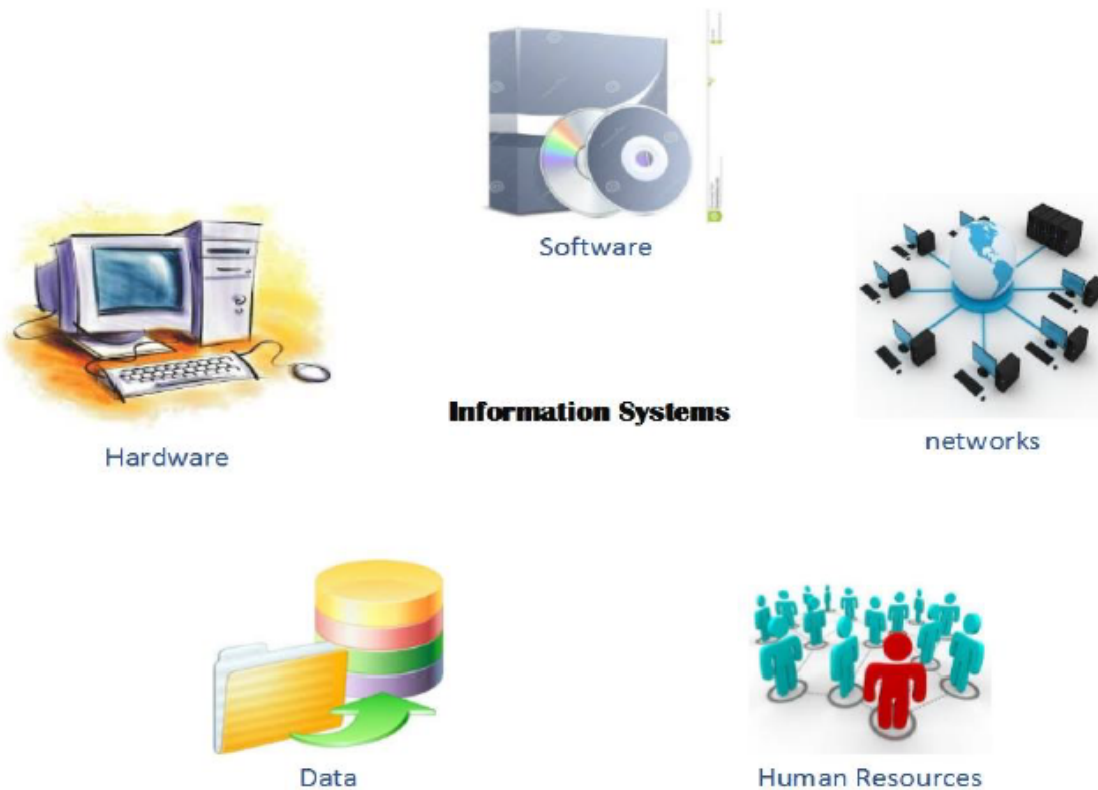 Software
Hardware
Information Systems
networks
Data
Human Resources